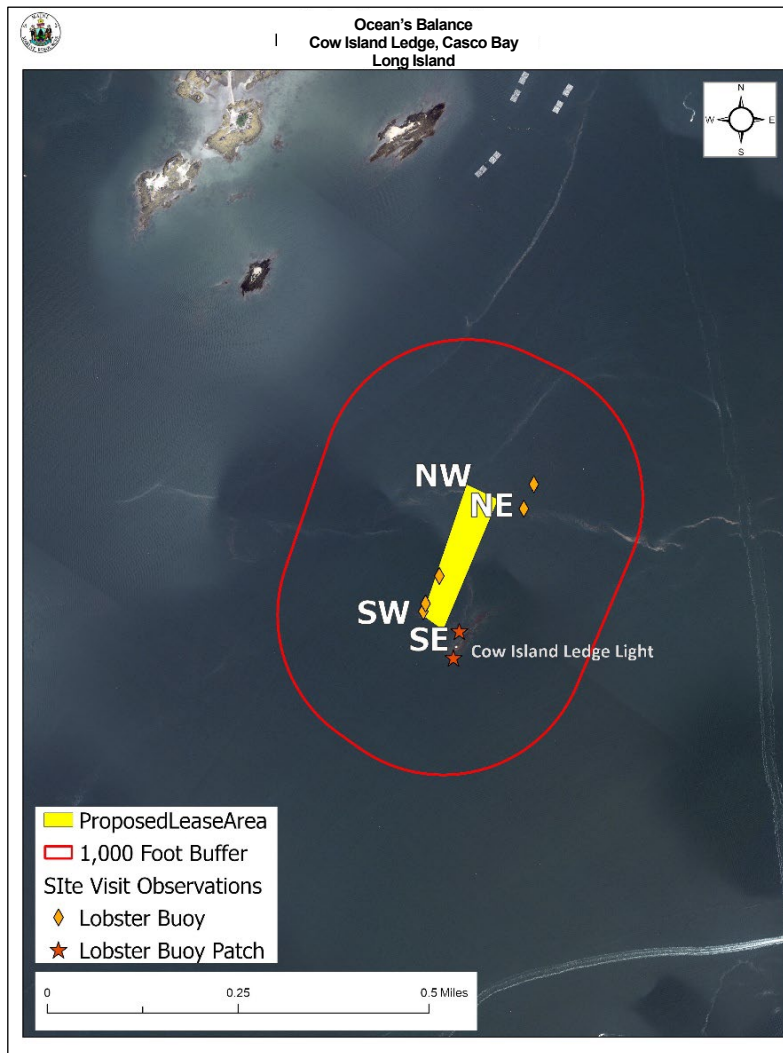 Ocean's Balance
Cow Island Ledge, Casco Bay
Long Island
N
W E
S
NW
NE
SW
SE
Cow Island Ledge Light
ProposedLeaseArea
1,000 Foot Buffer
SIte Visit Observations
Lobster Buoy
Lobster Buoy Patch
0 0.25 0.5 Miles